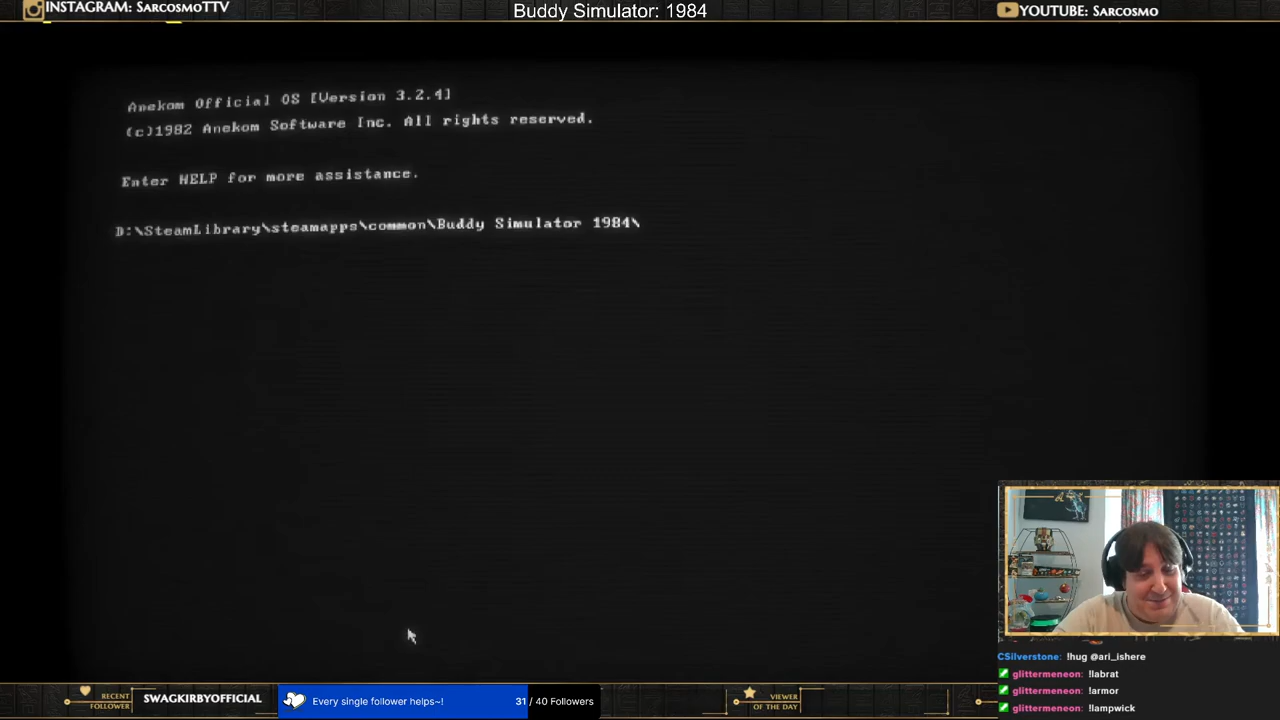 INSTAGRAM: SarcosmoTTV
Buddy Simulator: 1984
YOUTUBE: Sarcosmo
Anekom Official OS [Version 3.2.4]
(c)1982 Anekom Software Inc. All rights reserved.
Enter HELP for more assistance.
D:\SteamLibrary\steamapps\common\Buddy Simulator 1984\
CSilverstone: !hug @ari_ishere
glittermeneon: !labrat
glittermeneon: !armor
glittermeneon: !lampwick
RECENT FOLLOWER
SWAGKIRBYOFFICIAL
Every single follower helps~!
31 / 40 Followers
VIEWER OF THE DAY